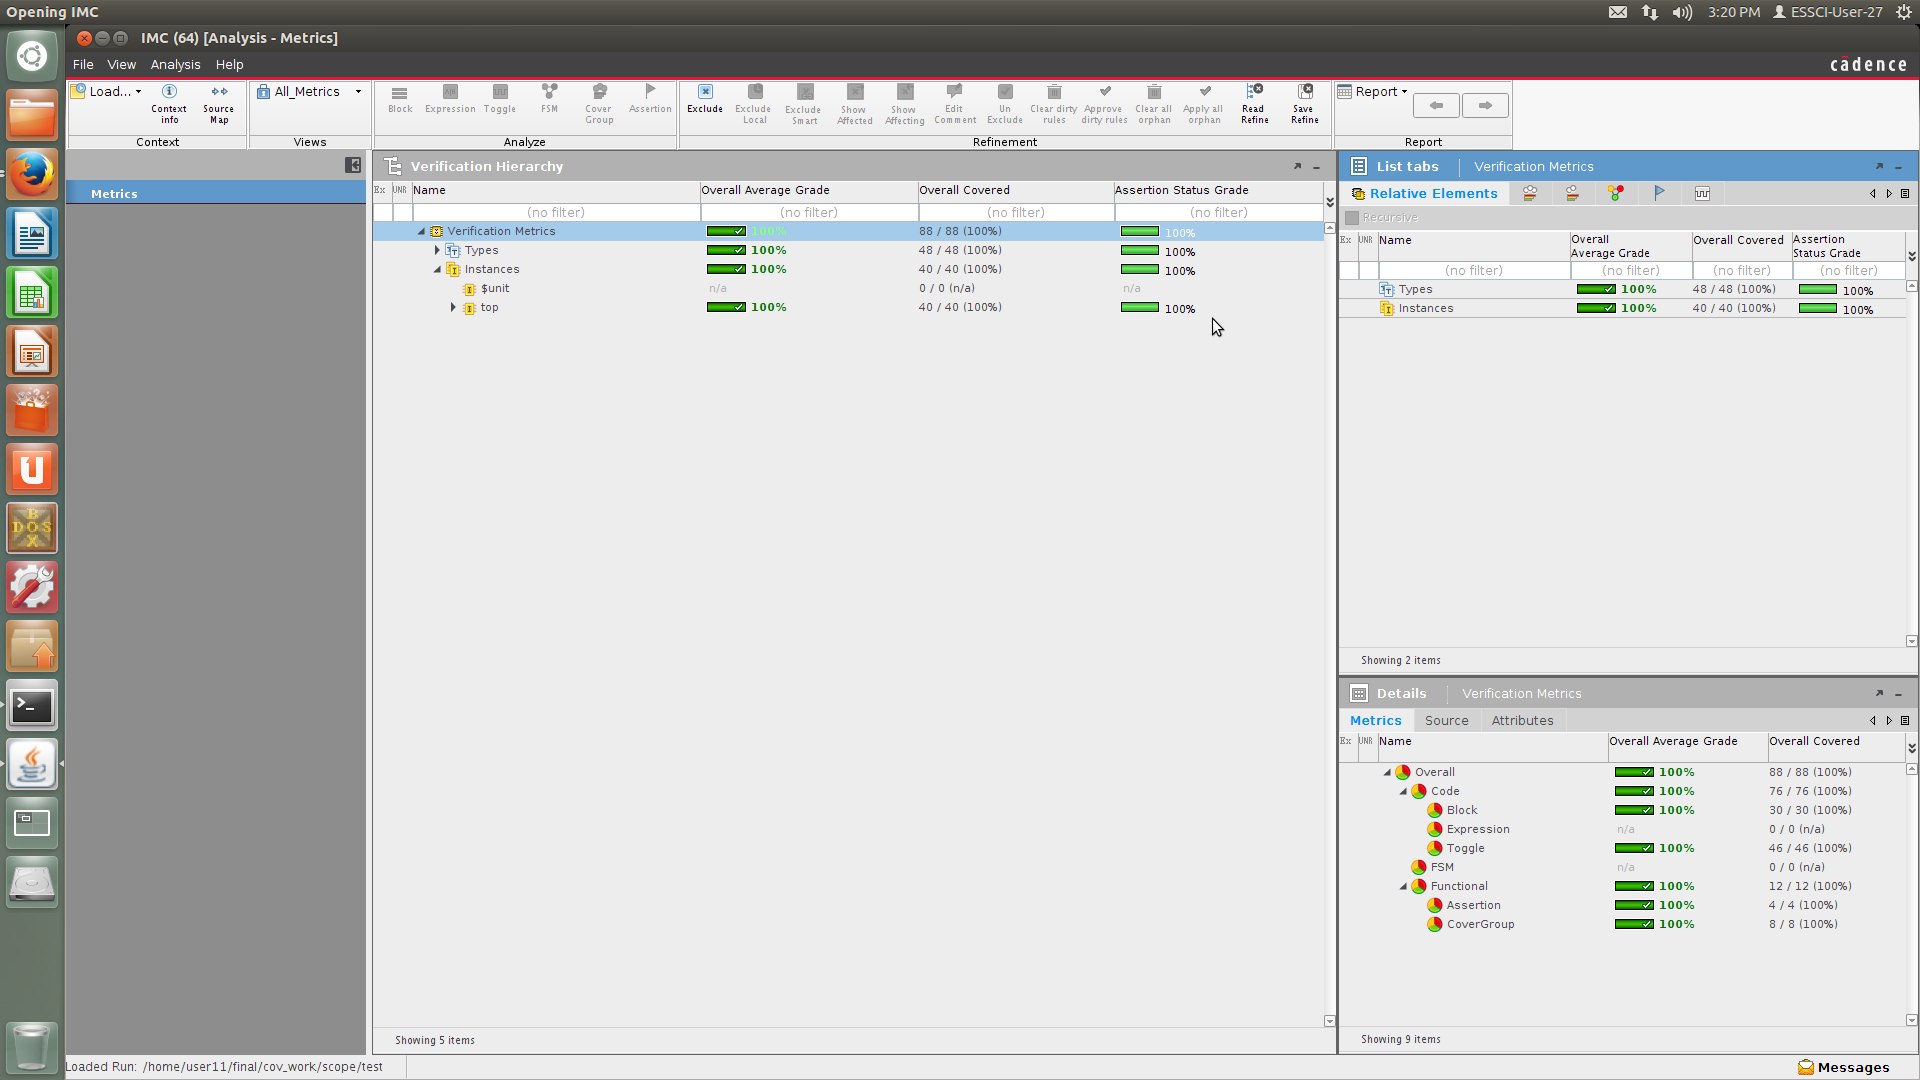 Opening IMC
3:20 PM
ESSCI-User-27
IMC (64) [Analysis - Metrics]
File View Analysis Help
cādence
Load...
Context info
Source Map
Context
All_Metrics
Views
Block
Expression
Toggle
FSM
Cover Group
Assertion
Analyze
Exclude
Exclude Local
Exclude Smart
Show Affected
Show Affecting
Edit Comment
Un Exclude
Clear dirty rules
Approve dirty rules
Clear all orphan
Apply all orphan
Read Refine
Save Refine
Refinement
Report
Report
Metrics
Verification Hierarchy
Ex UNR Name Overall Average Grade Overall Covered Assertion Status Grade
(no filter) (no filter) (no filter) (no filter)
Verification Metrics 100% 88 / 88 (100%) 100%
Types 100% 48 / 48 (100%) 100%
Instances 100% 40 / 40 (100%) 100%
$unit n/a 0 / 0 (n/a) n/a
top 100% 40 / 40 (100%) 100%
Showing 5 items
List tabs Verification Metrics
Relative Elements
Recursive
Ex UNR Name Overall Average Grade Overall Covered Assertion Status Grade
(no filter) (no filter) (no filter) (no filter)
Types 100% 48 / 48 (100%) 100%
Instances 100% 40 / 40 (100%) 100%
Showing 2 items
Details Verification Metrics
Metrics Source Attributes
Ex UNR Name Overall Average Grade Overall Covered
Overall 100% 88 / 88 (100%)
Code 100% 76 / 76 (100%)
Block 100% 30 / 30 (100%)
Expression n/a 0 / 0 (n/a)
Toggle 100% 46 / 46 (100%)
FSM n/a 0 / 0 (n/a)
Functional 100% 12 / 12 (100%)
Assertion 100% 4 / 4 (100%)
CoverGroup 100% 8 / 8 (100%)
Showing 9 items
Loaded Run: /home/user11/final/cov_work/scope/test
Messages